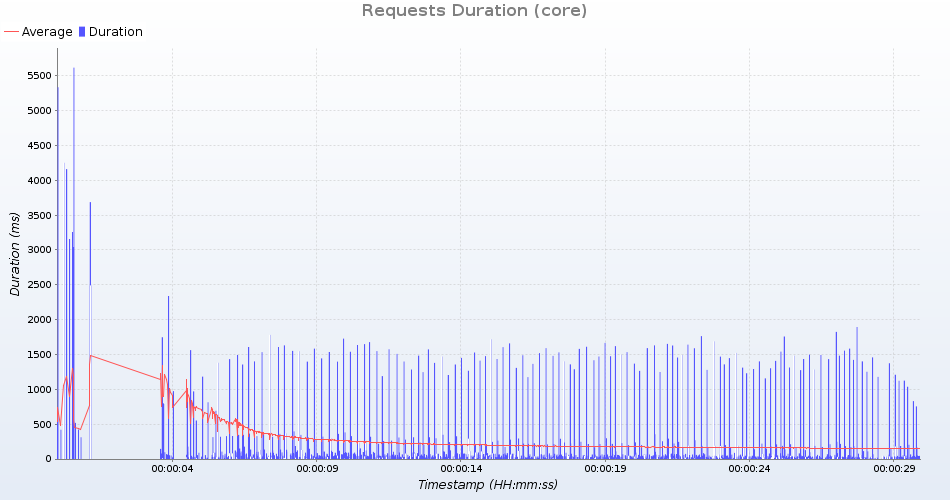 Requests Duration (core)
Average Duration
5500
5000
4500
4000
3500
3000
2500
2000
1500
1000
500
0
Duration (ms)
00:00:04 00:00:09 00:00:14 00:00:19 00:00:24 00:00:29
Timestamp (HH:mm:ss)